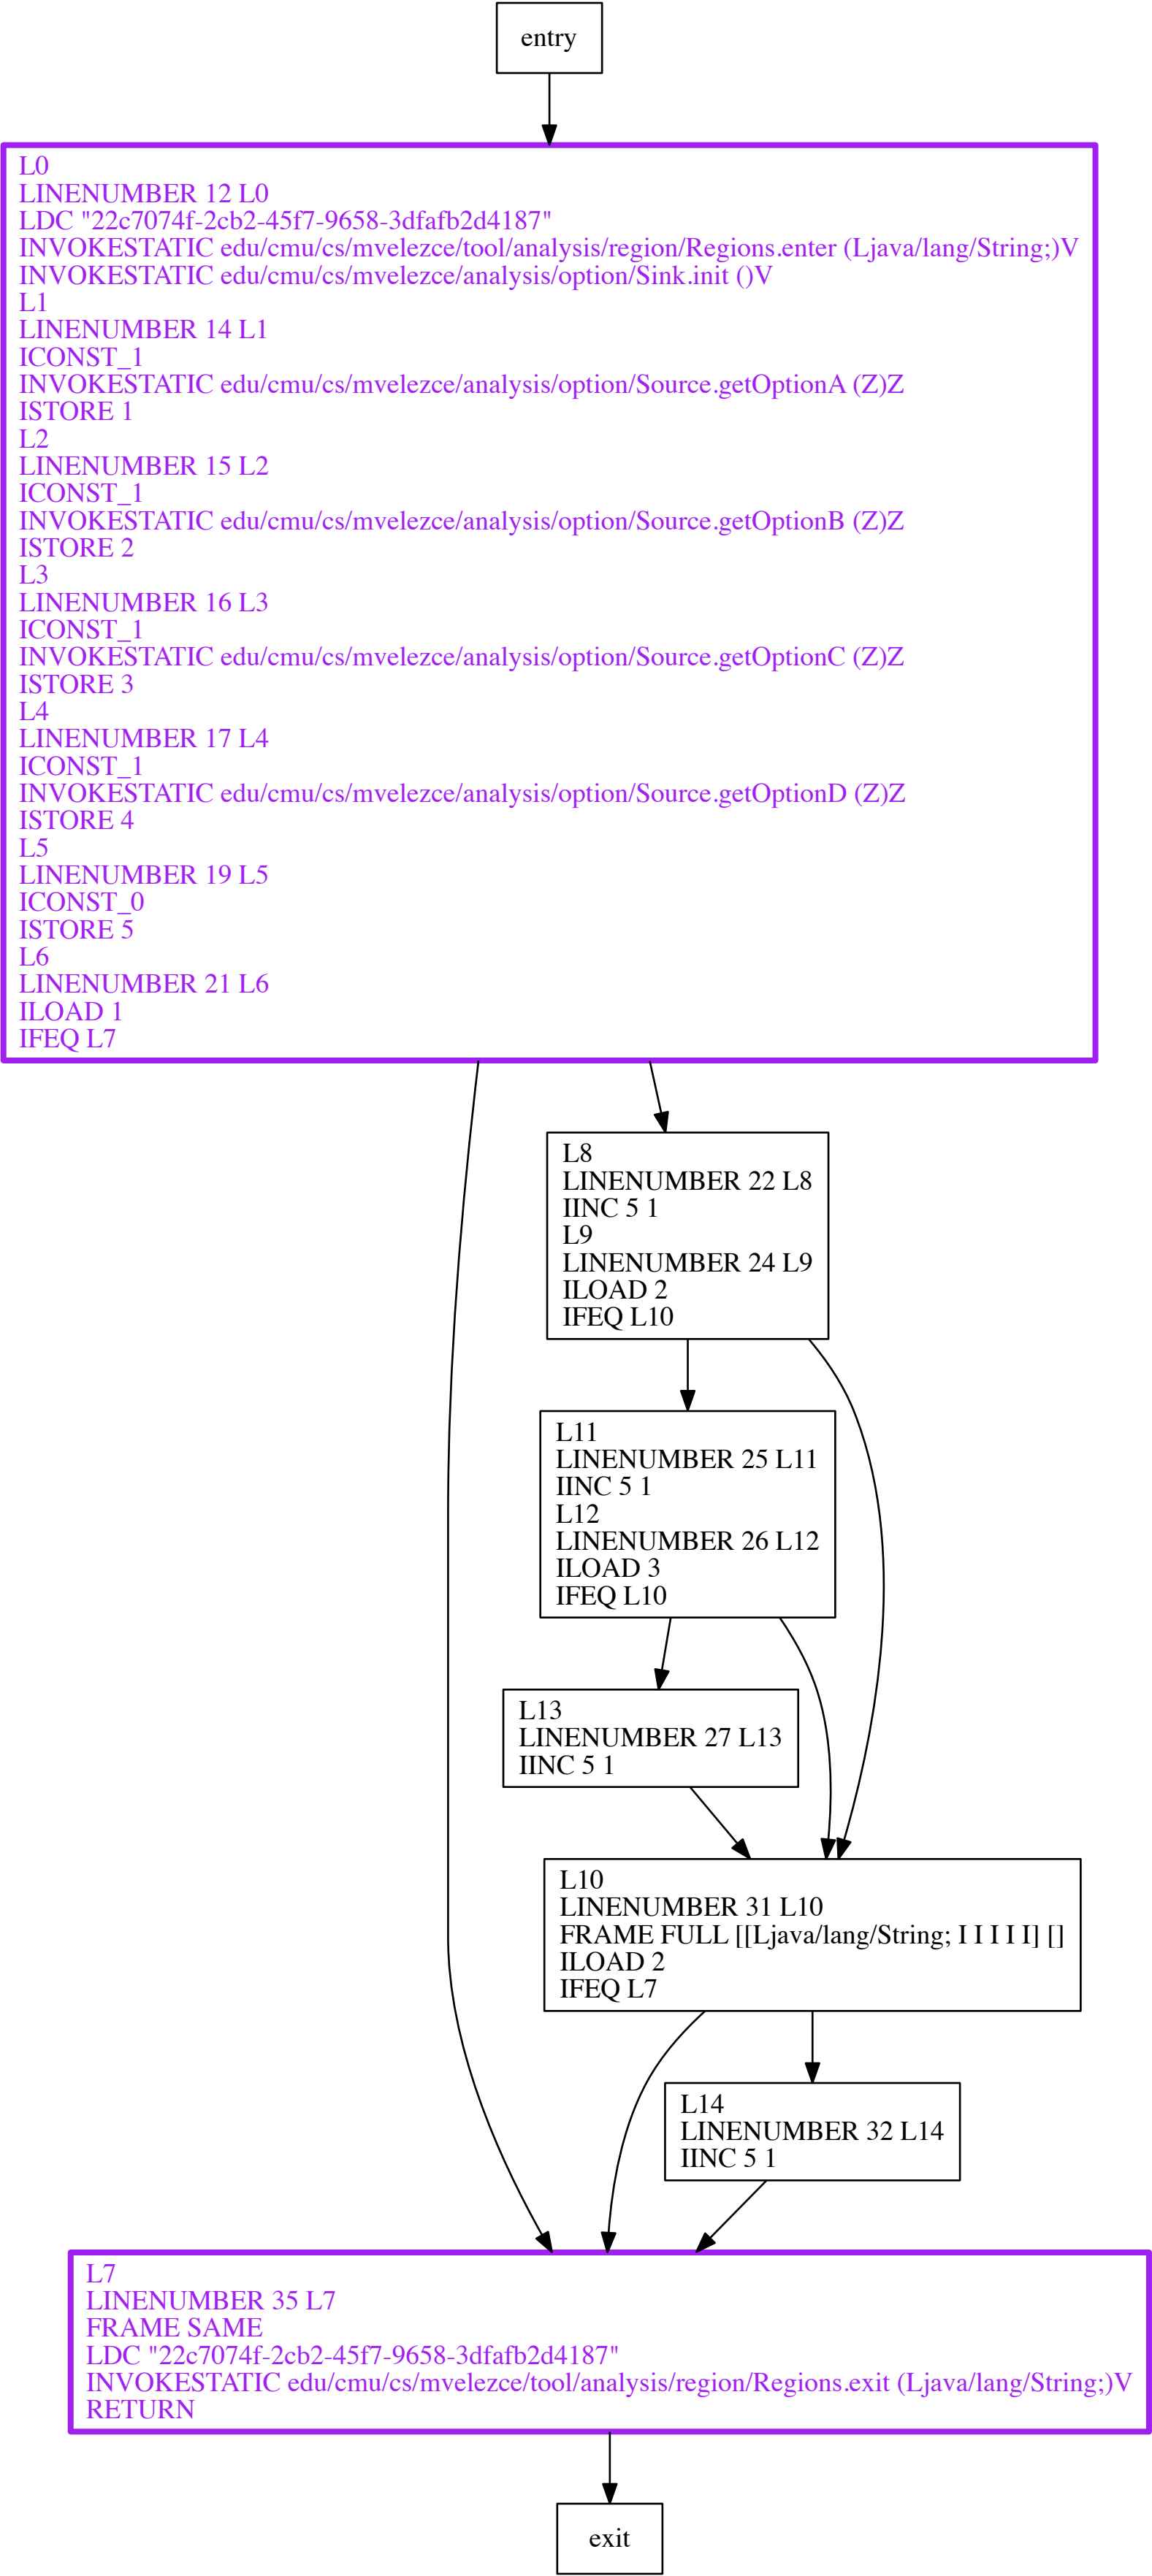 entry
L0
LINENUMBER 12 L0
LDC "22c7074f-2cb2-45f7-9658-3dfafb2d4187"
INVOKESTATIC edu/cmu/cs/mvelezce/tool/analysis/region/Regions.enter (Ljava/lang/String;)V
INVOKESTATIC edu/cmu/cs/mvelezce/analysis/option/Sink.init ()V
L1
LINENUMBER 14 L1
ICONST_1
INVOKESTATIC edu/cmu/cs/mvelezce/analysis/option/Source.getOptionA (Z)Z
ISTORE 1
L2
LINENUMBER 15 L2
ICONST_1
INVOKESTATIC edu/cmu/cs/mvelezce/analysis/option/Source.getOptionB (Z)Z
ISTORE 2
L3
LINENUMBER 16 L3
ICONST_1
INVOKESTATIC edu/cmu/cs/mvelezce/analysis/option/Source.getOptionC (Z)Z
ISTORE 3
L4
LINENUMBER 17 L4
ICONST_1
INVOKESTATIC edu/cmu/cs/mvelezce/analysis/option/Source.getOptionD (Z)Z
ISTORE 4
L5
LINENUMBER 19 L5
ICONST_0
ISTORE 5
L6
LINENUMBER 21 L6
ILOAD 1
IFEQ L7
L8
LINENUMBER 22 L8
IINC 5 1
L9
LINENUMBER 24 L9
ILOAD 2
IFEQ L10
L11
LINENUMBER 25 L11
IINC 5 1
L12
LINENUMBER 26 L12
ILOAD 3
IFEQ L10
L13
LINENUMBER 27 L13
IINC 5 1
L10
LINENUMBER 31 L10
FRAME FULL [[Ljava/lang/String; I I I I I] []
ILOAD 2
IFEQ L7
L14
LINENUMBER 32 L14
IINC 5 1
L7
LINENUMBER 35 L7
FRAME SAME
LDC "22c7074f-2cb2-45f7-9658-3dfafb2d4187"
INVOKESTATIC edu/cmu/cs/mvelezce/tool/analysis/region/Regions.exit (Ljava/lang/String;)V
RETURN
exit